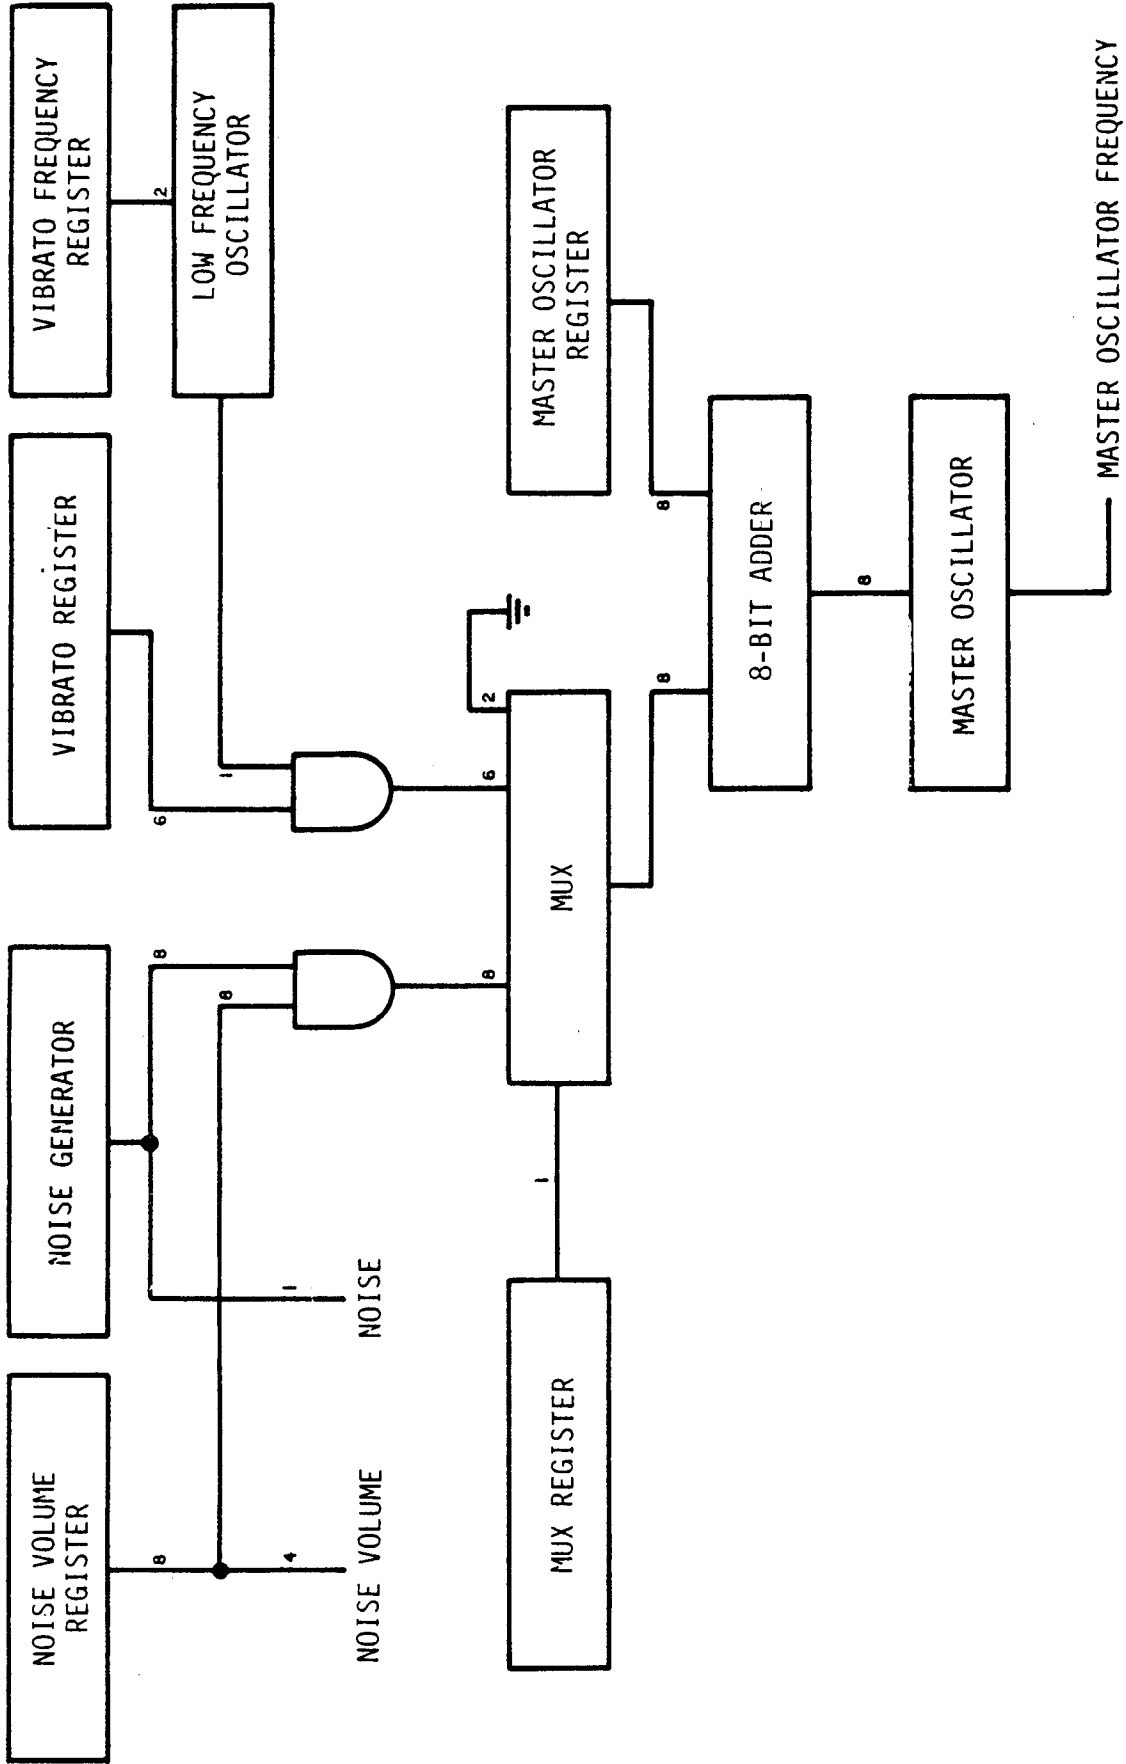 NOISE VOLUME
REGISTER
NOISE GENERATOR
VIBRATO REGISTER
VIBRATO FREQUENCY
REGISTER
8
8
6
2
LOW FREQUENCY
OSCILLATOR
8
1
4
1
NOISE VOLUME
NOISE
8
6
2
MUX REGISTER
1
MUX
MASTER OSCILLATOR
REGISTER
8
8
8-BIT ADDER
8
MASTER OSCILLATOR
MASTER OSCILLATOR FREQUENCY